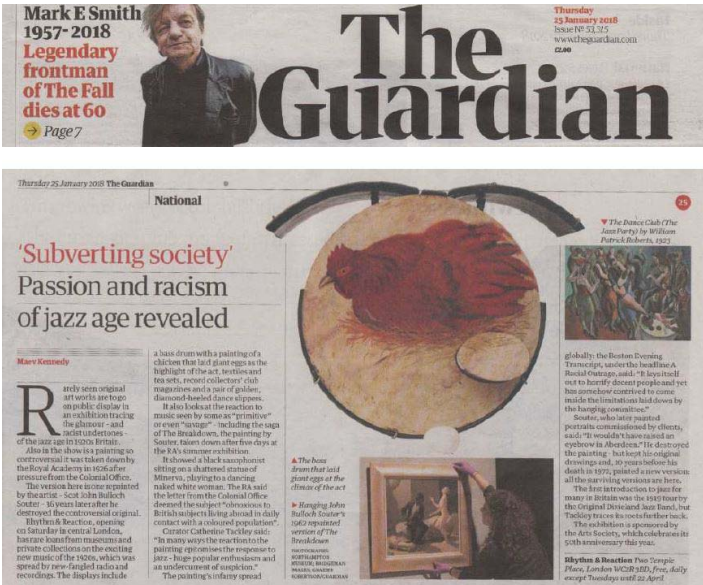 Mark E Smith
1957-2018
Legendary
frontman
of The Fall
dies at 60
Page 7
The
Guardian
Thursday
25 January 2018
Issue Nº 53,315
www.theguardian.com
£2.00
Thursday 25 January 2018 The Guardian
National
25
'Subverting society'
Passion and racism
of jazz age revealed
Maev Kennedy
Rarely seen original
art works are to go
on public display in
an exhibition tracing
the glamour - and
racist undertones -
of the jazz age in 1920s Britain.
Also in the show is a painting so
controversial it was taken down by
the Royal Academy in 1926 after
pressure from the Colonial Office.
The version here is one repainted
by the artist - Scot John Bulloch
Souter - 36 years later after he
destroyed the controversial original.
Rhythm & Reaction, opening
on Saturday in central London,
has rare loans from museums and
private collections on the exciting
new music of the 1920s, which was
spread by new-fangled radio and
recordings. The displays include
a bass drum with a painting of a
chicken that laid giant eggs as the
highlight of the act, textiles and
tea sets, record collectors' club
magazines and a pair of golden,
diamond-heeled dance slippers.
It also looks at the reaction to
music seen by some as "primitive"
or even "savage" - including the saga
of The Breakdown, the painting by
Souter, taken down after five days at
the RA's summer exhibition.
It showed a black saxophonist
sitting on a shattered statue of
Minerva, playing to a dancing
naked white woman. The RA said
the letter from the Colonial Office
deemed the subject "obnoxious to
British subjects living abroad in daily
contact with a coloured population".
Curator Catherine Tackley said:
"In many ways the reaction to the
painting epitomises the response to
jazz - huge popular enthusiasm and
an undercurrent of suspicion."
The painting's infamy spread
▲ The bass
drum that laid
giant eggs at the
climax of the act
► Hanging John
Bulloch Souter's
1962 repainted
version of The
Breakdown
PHOTOGRAPHS:
NORTHAMPTON
MUSEUM;
▼ The Dance Club (The
Jazz Party) by William
Patrick Roberts, 1923
globally: the Boston Evening
Transcript, under the headline A
Racial Outrage, said: "It lays itself
out to horrify decent people and yet
has somehow contrived to come
inside the limitations laid down by
the hanging committee."
Souter, who later painted
portraits commissioned by clients,
said: "It wouldn't have raised an
eyebrow in Aberdeen." He destroyed
the painting - but kept his original
drawings and, 10 years before his
death in 1972, painted a new version:
all the surviving versions are here.
The first introduction to jazz for
many in Britain was the 1919 tour by
the Original Dixieland Jazz Band, but
Tackley traces its roots further back.
The exhibition is sponsored by
the Arts Society, which celebrates its
50th anniversary this year.
Rhythm & Reaction Two Temple
Place, London WC2R 3BD, free, daily
except Tuesdays until 22 April